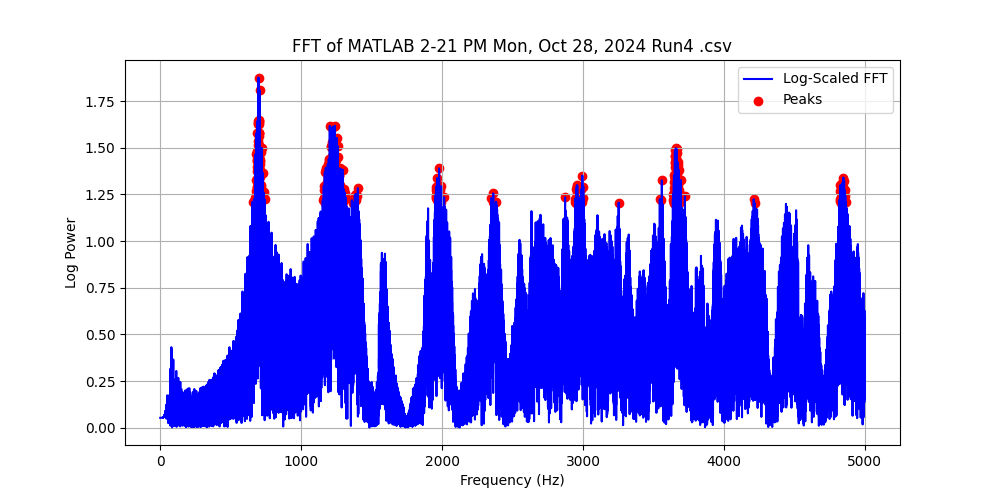 FFT of MATLAB 2-21 PM Mon, Oct 28, 2024 Run4 .csv
Log-Scaled FFT
Peaks
1.75
1.50
1.25
1.00
0.75
0.50
0.25
0.00
Log Power
0 1000 2000 3000 4000 5000
Frequency (Hz)